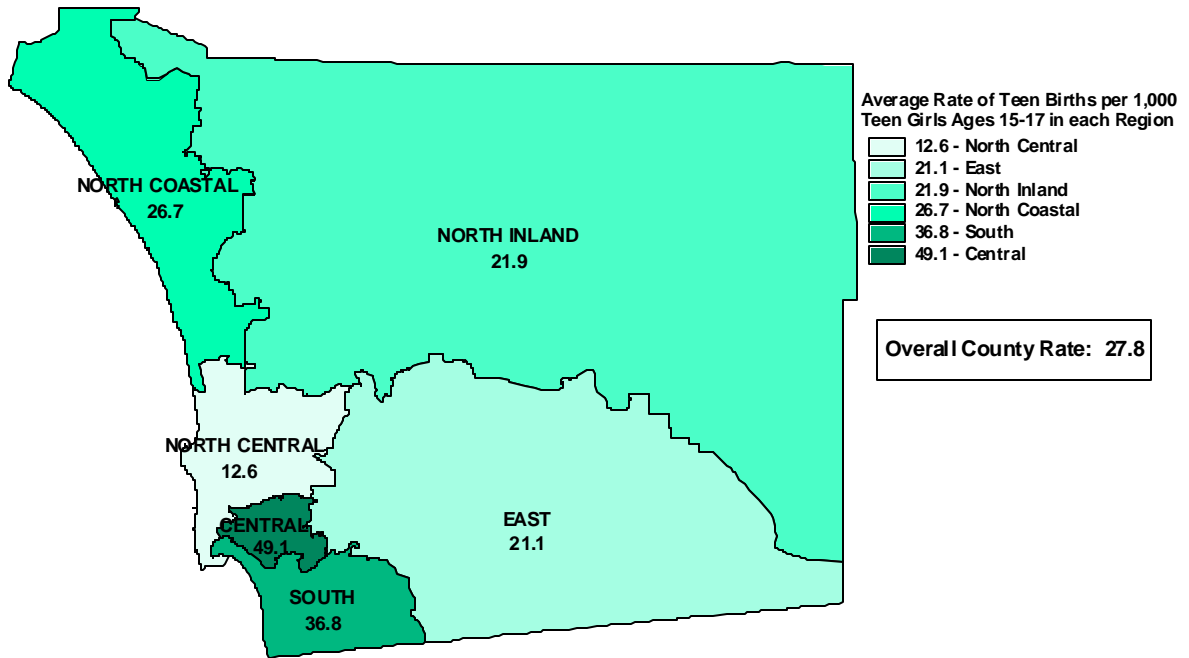 NORTH COASTAL
26.7
NORTH INLAND
21.9
NORTH CENTRAL
12.6
CENTRAL
49.1
EAST
21.1
SOUTH
36.8
Average Rate of Teen Births per 1,000
Teen Girls Ages 15-17 in each Region
12.6 - North Central
21.1 - East
21.9 - North Inland
26.7 - North Coastal
36.8 - South
49.1 - Central
Overall County Rate: 27.8